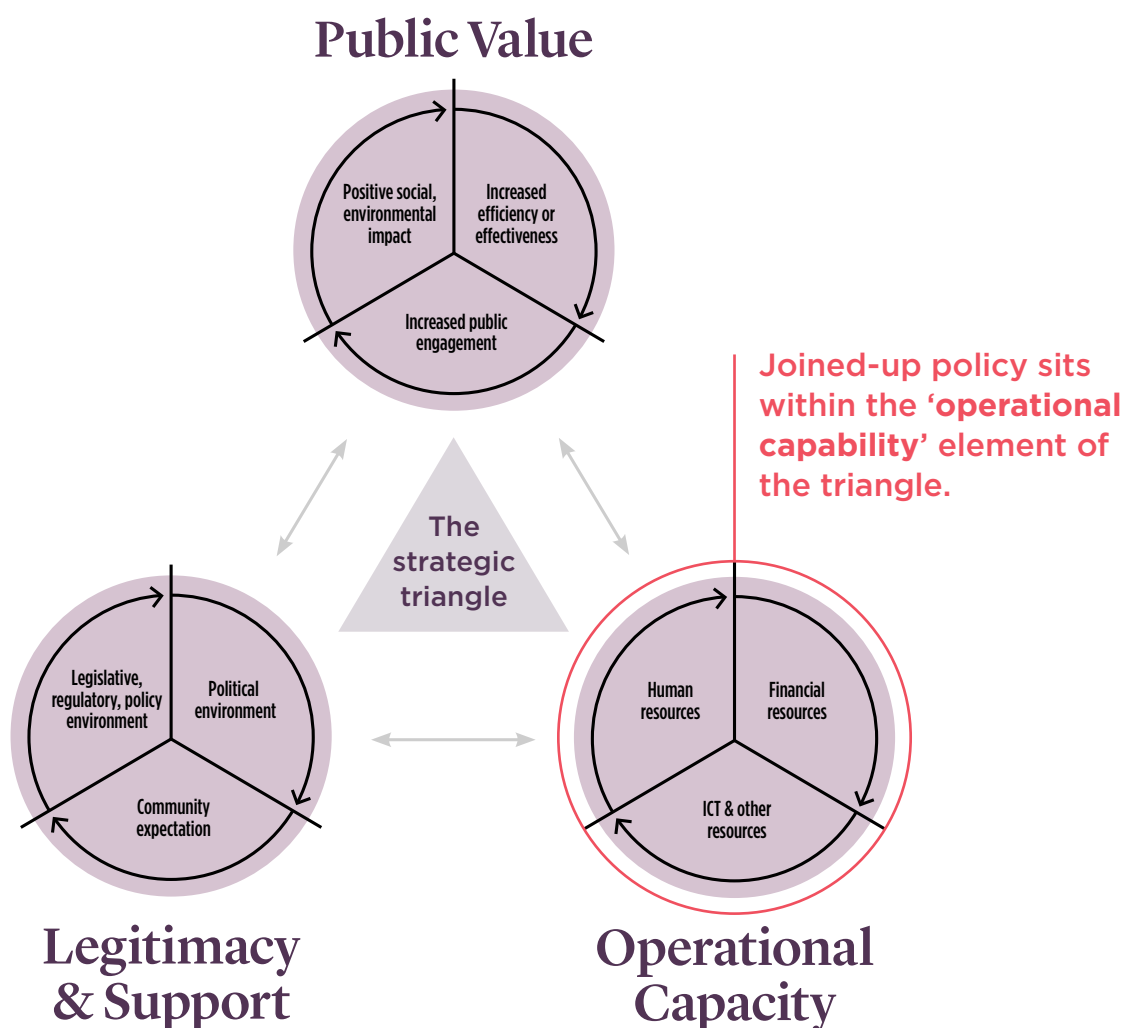 Public Value
Positive social,
environmental
impact
Increased
efficiency or
effectiveness
Increased public
engagement
Joined-up policy sits
within the ‘operational
capability’ element of
the triangle.
The
strategic
triangle
Legislative,
regulatory, policy
environment
Political
environment
Community
expectation
Human
resources
Financial
resources
ICT & other
resources
Legitimacy
& Support
Operational
Capacity